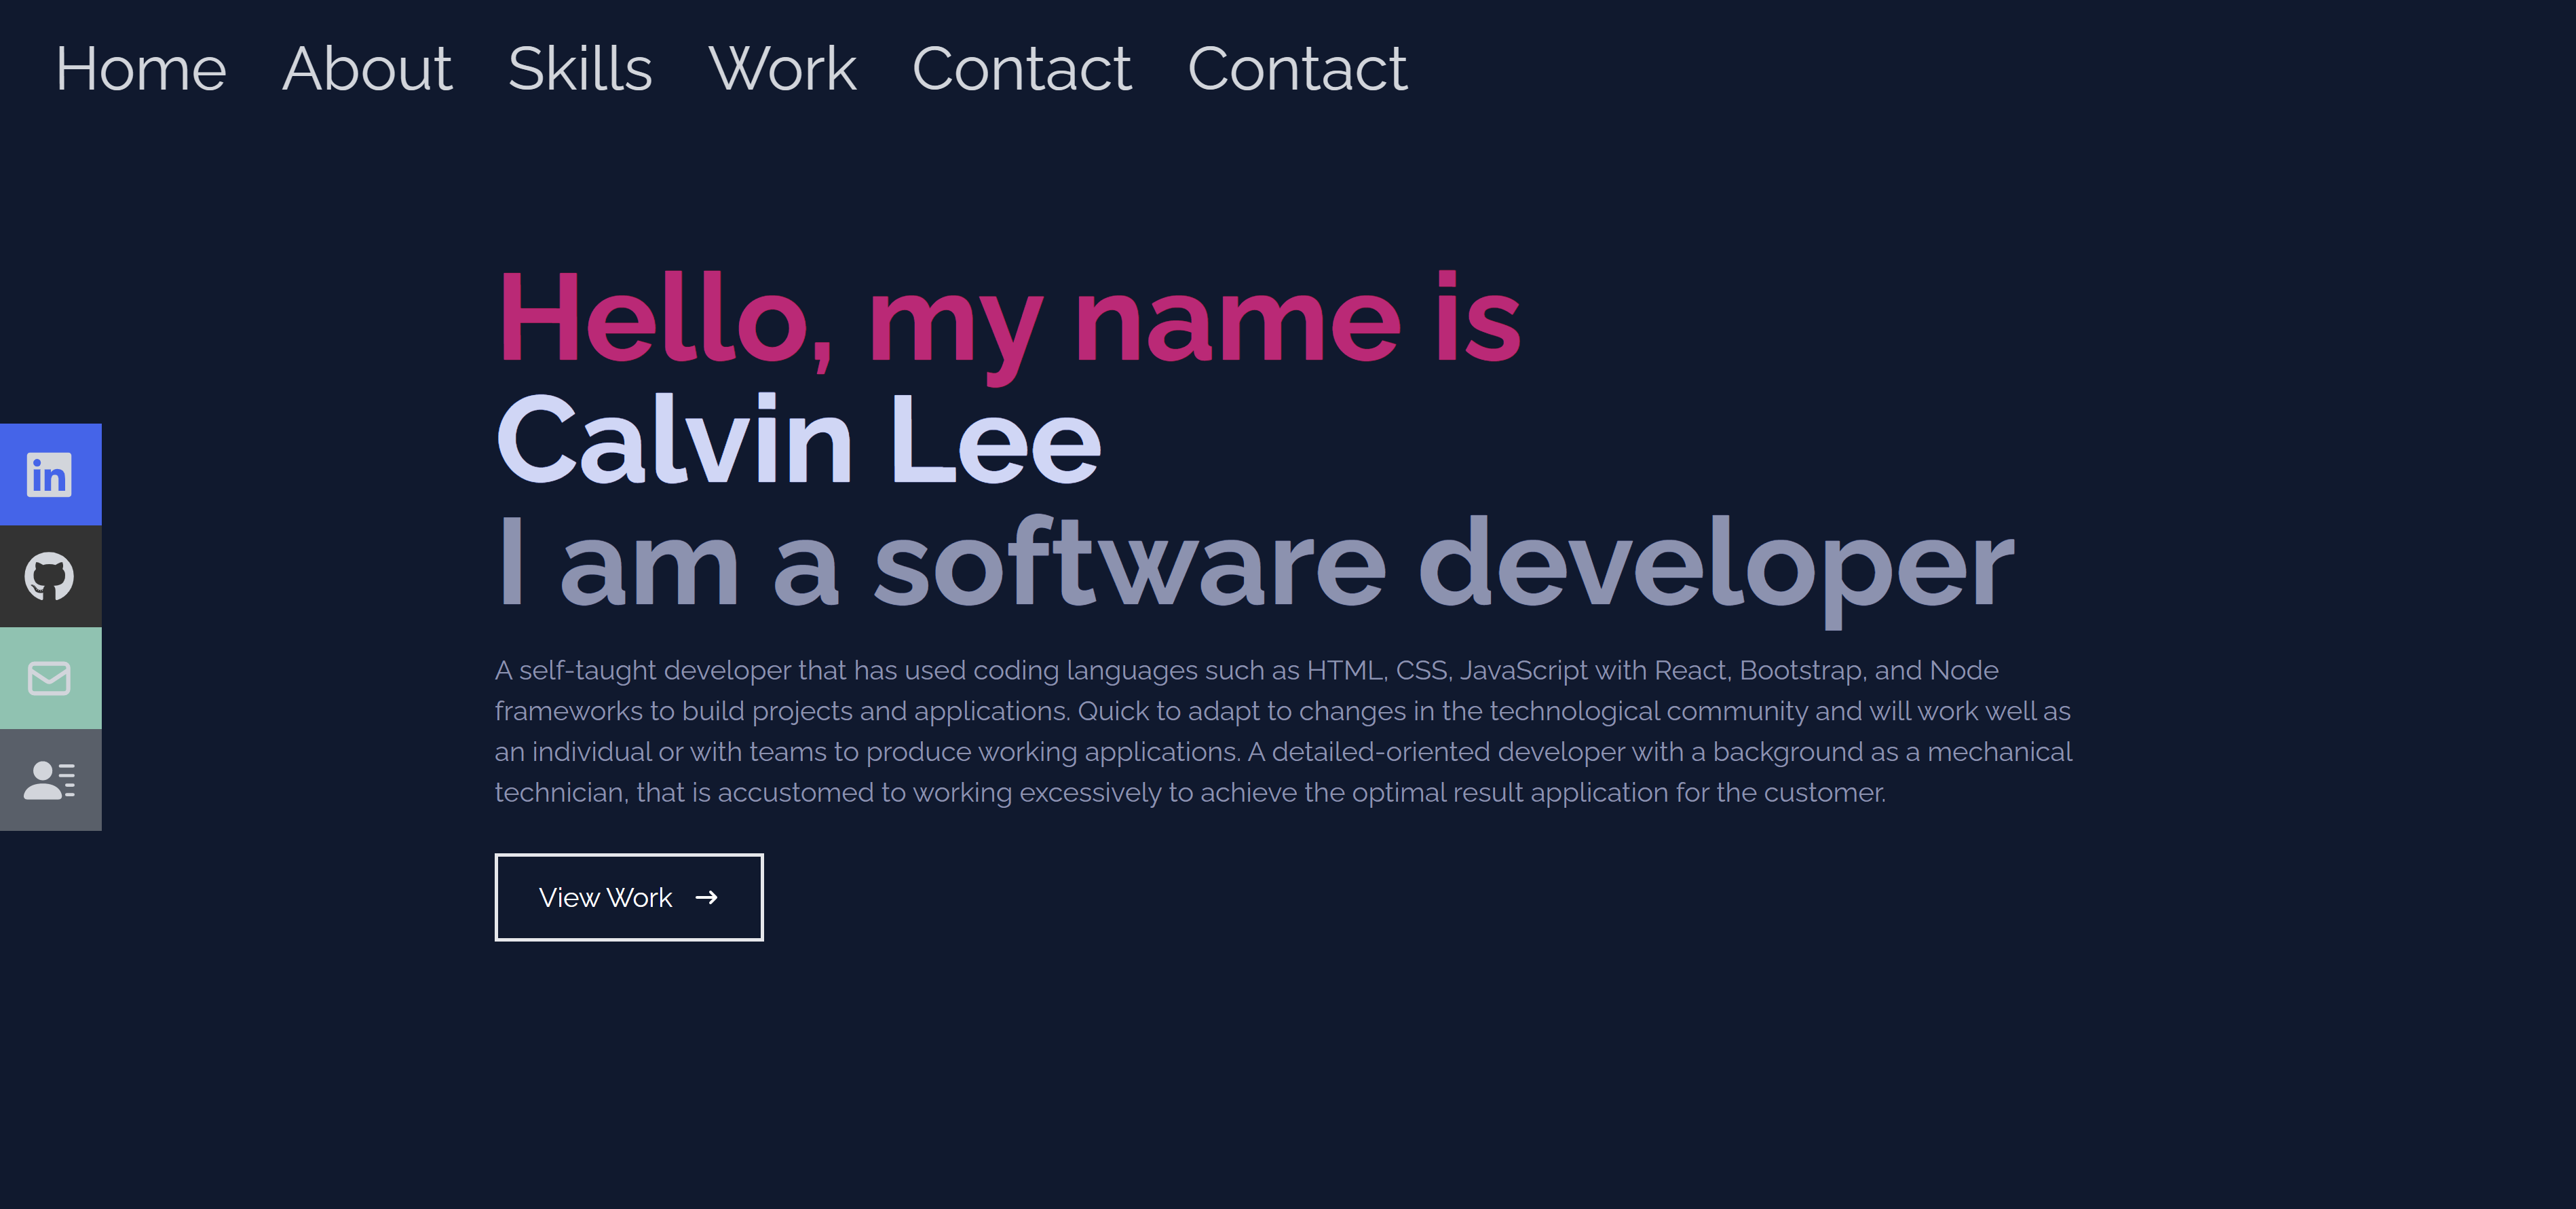 Home About Skills Work Contact Contact
Hello, my name is
Calvin Lee
I am a software developer
in
A self-taught developer that has used coding languages such as HTML, CSS, JavaScript with React, Bootstrap, and Node
frameworks to build projects and applications. Quick to adapt to changes in the technological community and will work well as
an individual or with teams to produce working applications. A detailed-oriented developer with a background as a mechanical
technician, that is accustomed to working excessively to achieve the optimal result application for the customer.
View Work →